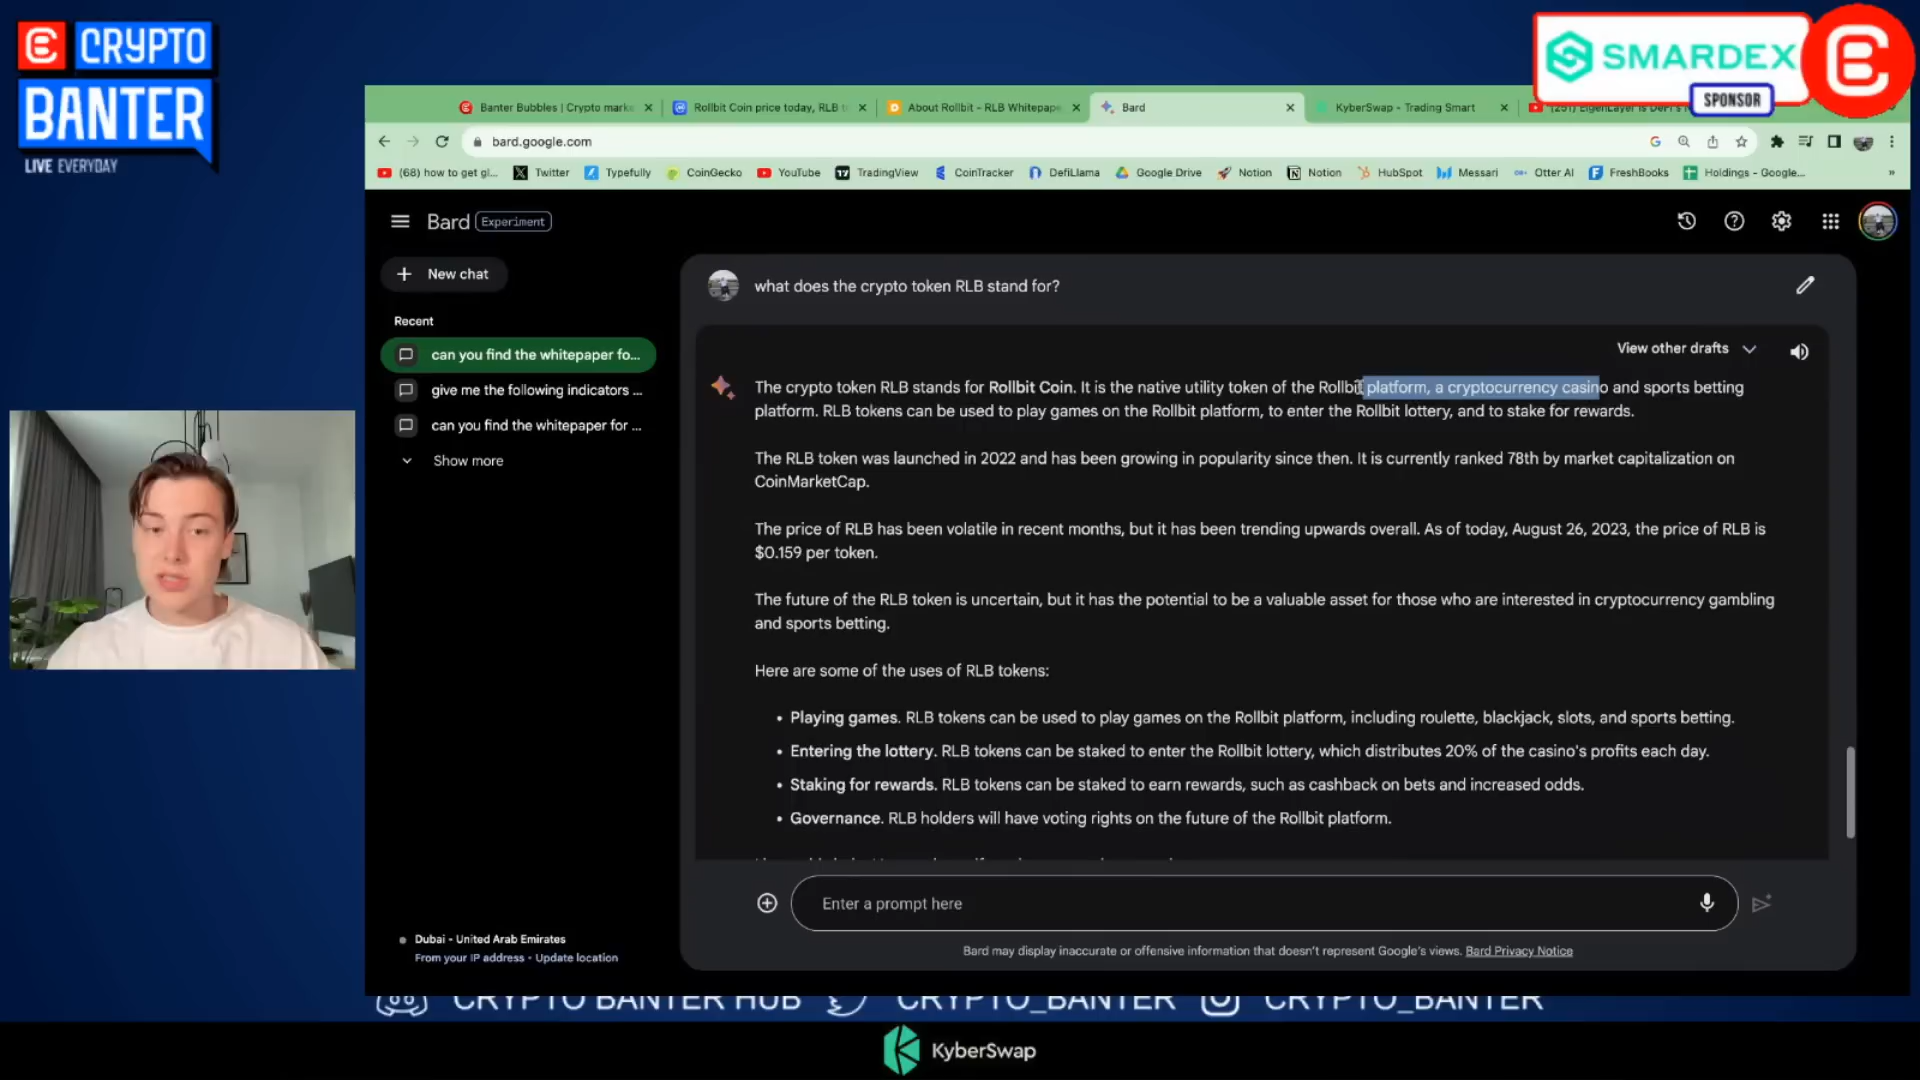 CRYPTO
BANTER
LIVE EVERYDAY
SMARDEX
SPONSOR
Banter Bubbles | Crypto marke
Rollbit Coin price today, RLB t
About Rollbit - RLB Whitepape
Bard
KyberSwap - Trading Smart
(251) EigenLayer is DeFi's
bard.google.com
(68) how to get gl...
Twitter
Typefully
CoinGecko
YouTube
TradingView
CoinTracker
DefiLlama
Google Drive
Notion
Notion
HubSpot
Messari
Otter AI
FreshBooks
Holdings - Google...
»
Bard
Experiment
New chat
Recent
can you find the whitepaper fo...
give me the following indicators ...
can you find the whitepaper for ...
Show more
Dubai - United Arab Emirates
From your IP address - Update location
what does the crypto token RLB stand for?
View other drafts
The crypto token RLB stands for Rollbit Coin. It is the native utility token of the Rollbit platform, a cryptocurrency casino and sports betting
platform. RLB tokens can be used to play games on the Rollbit platform, to enter the Rollbit lottery, and to stake for rewards.
The RLB token was launched in 2022 and has been growing in popularity since then. It is currently ranked 78th by market capitalization on
CoinMarketCap.
The price of RLB has been volatile in recent months, but it has been trending upwards overall. As of today, August 26, 2023, the price of RLB is
$0.159 per token.
The future of the RLB token is uncertain, but it has the potential to be a valuable asset for those who are interested in cryptocurrency gambling
and sports betting.
Here are some of the uses of RLB tokens:
• Playing games. RLB tokens can be used to play games on the Rollbit platform, including roulette, blackjack, slots, and sports betting.
• Entering the lottery. RLB tokens can be staked to enter the Rollbit lottery, which distributes 20% of the casino's profits each day.
• Staking for rewards. RLB tokens can be staked to earn rewards, such as cashback on bets and increased odds.
• Governance. RLB holders will have voting rights on the future of the Rollbit platform.
Enter a prompt here
Bard may display inaccurate or offensive information that doesn't represent Google's views. Bard Privacy Notice
CRYPTO BANTER HUB
CRYPTO_BANTER
CRYPTO_BANTER
KyberSwap